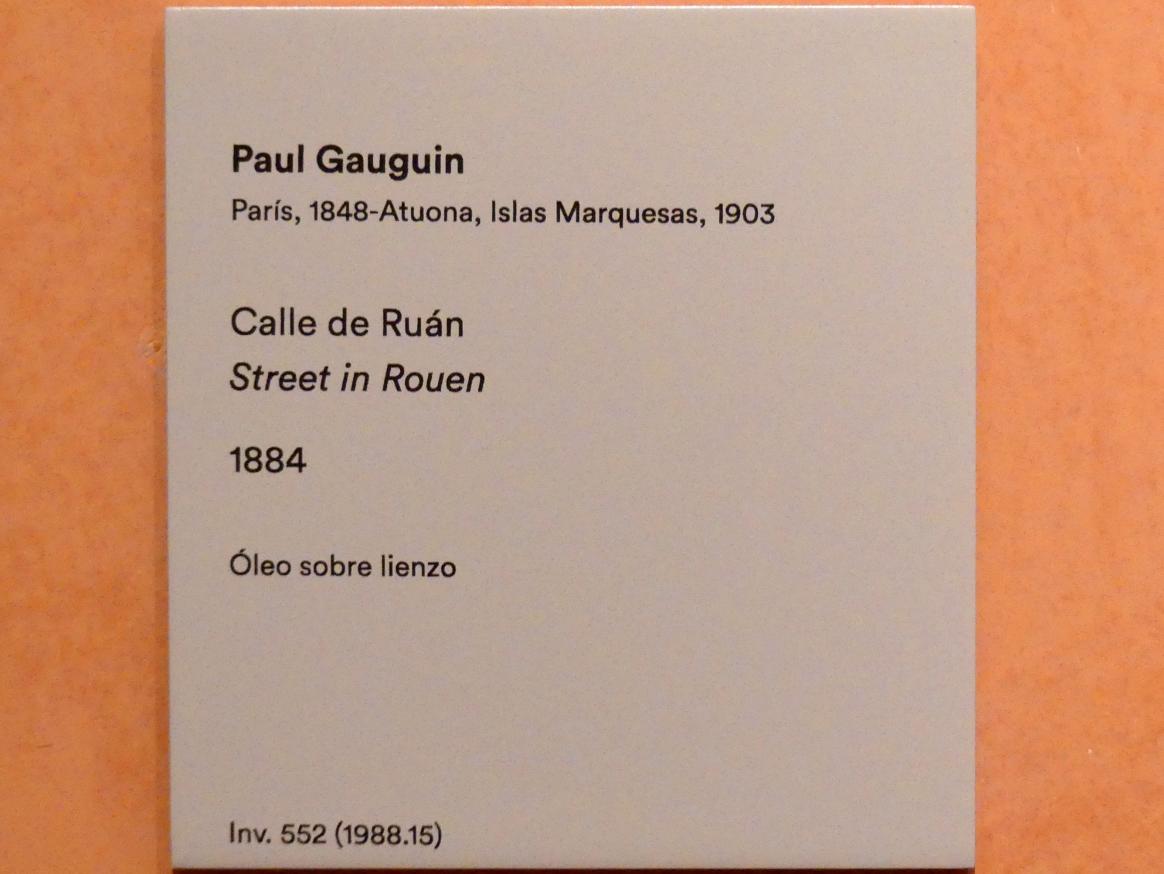 Paul Gauguin
París, 1848-Atuona, Islas Marquesas, 1903
Calle de Ruán
Street in Rouen
1884
Óleo sobre lienzo
Inv. 552 (1988.15)